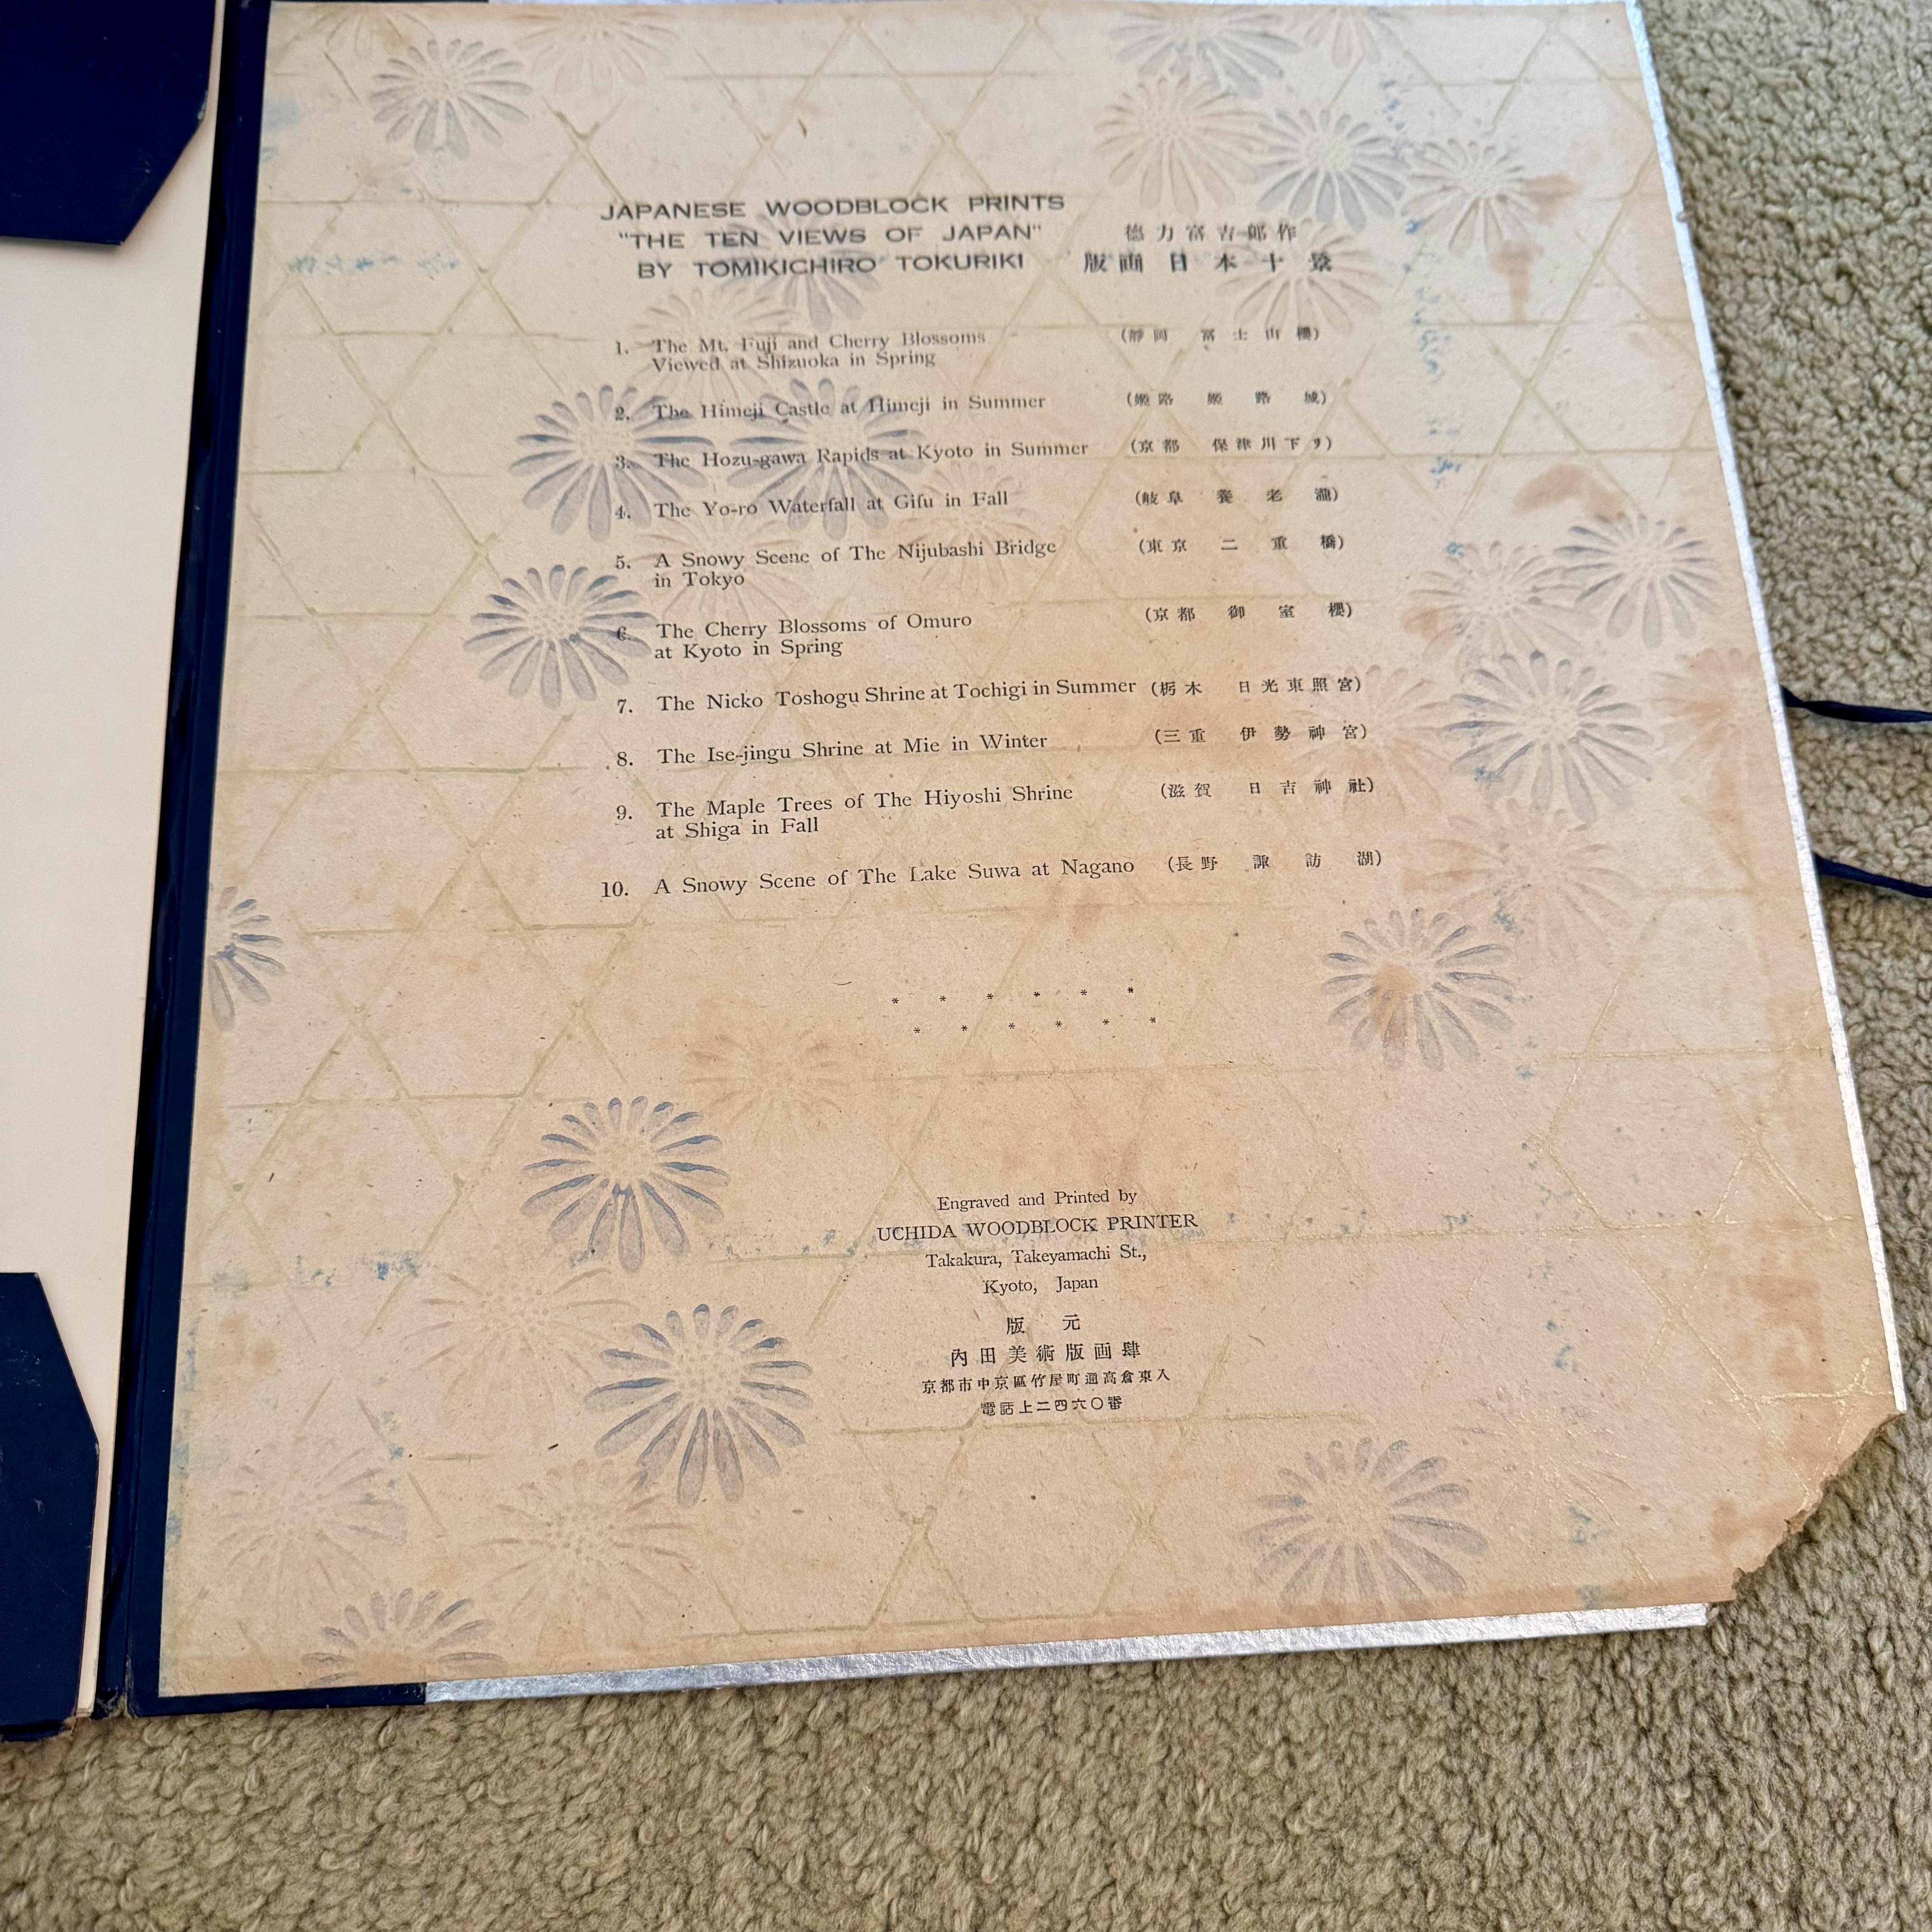 JAPANESE WOODBLOCK PRINTS
"THE TEN VIEWS OF JAPAN"
BY TOMIKICHIRO TOKURIKI
德力富吉郎作
版画日本十景
1. The Mt. Fuji and Cherry Blossoms (靜岡 富士山櫻)
Viewed at Shizuoka in Spring
2. The Himeji Castle at Himeji in Summer (姬路 姬路城)
3. The Hozu-gawa Rapids at Kyoto in Summer (京都 保津川下リ)
4. The Yo-ro Waterfall at Gifu in Fall (岐阜 養老瀧)
5. A Snowy Scene of The Nijubashi Bridge (東京 二重橋)
in Tokyo
6. The Cherry Blossoms of Omuro (京都 御室櫻)
at Kyoto in Spring
7. The Nicko Toshogu Shrine at Tochigi in Summer (栃木 日光東照宮)
8. The Ise-jingu Shrine at Mie in Winter (三重 伊勢神宮)
9. The Maple Trees of The Hiyoshi Shrine (滋賀 日吉神社)
at Shiga in Fall
10. A Snowy Scene of The Lake Suwa at Nagano (長野 諏訪湖)
* * * * * *
* * * * * *
Engraved and Printed by
UCHIDA WOODBLOCK PRINTER
Takakura, Takeyamachi St.,
Kyoto, Japan
版元
內田美術版画肆
京都市中京區竹屋町通高倉東入
電話上二四六〇番